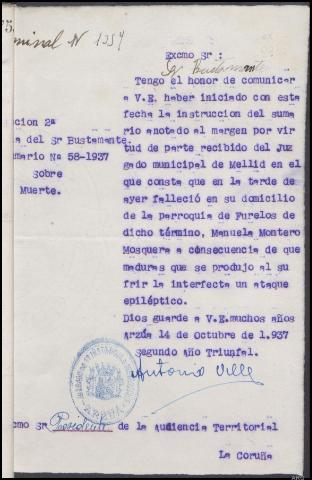 minal N 1354
Excmo Sr :
Sr Bustamante
Tengo el honor de comunicar
a V.E. haber iniciado con esta
fecha la instruccion del suma
rio anotado al margen por vir
tud de parte recibido del Juz
gado municipal de Mellid en el
que consta que en la tarde de
ayer falleció en su domicilio
de la parroquia de Furelos de
dicho término, Manuela Montero
Mosquera a consecuencia de que
maduras que se produjo al su
frir la interfecta un ataque
epiléptico.
Dios guarde a V.E.muchos años
Arzúa 14 de Octubre de 1.937
segundo Año Triunfal.
cion 2ª
a del Sr Bustamante
umario Nº 58-1937
Sobre
Muerte.
ARZUA
Antonio Ville
cmo Sr Presidente de la Audiencia Territorial
La Coruña